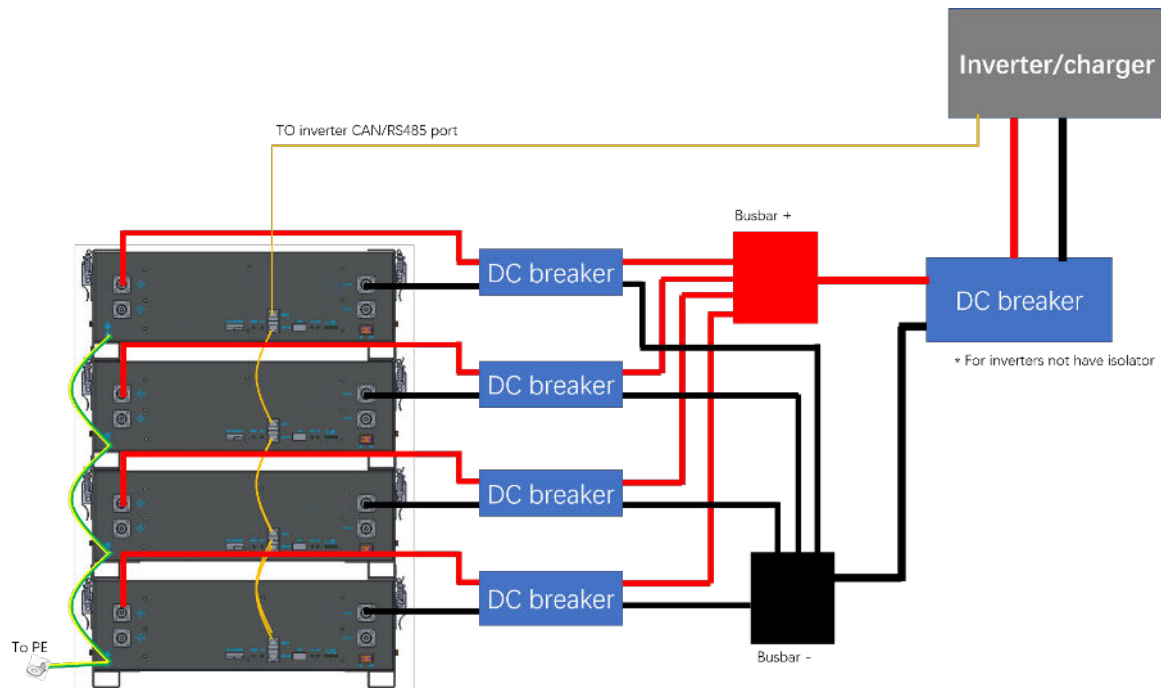 Inverter/charger
TO inverter CAN/RS485 port
Busbar +
DC breaker
DC breaker
* For inverters not have isolator
DC breaker
DC breaker
DC breaker
To PE
Busbar -